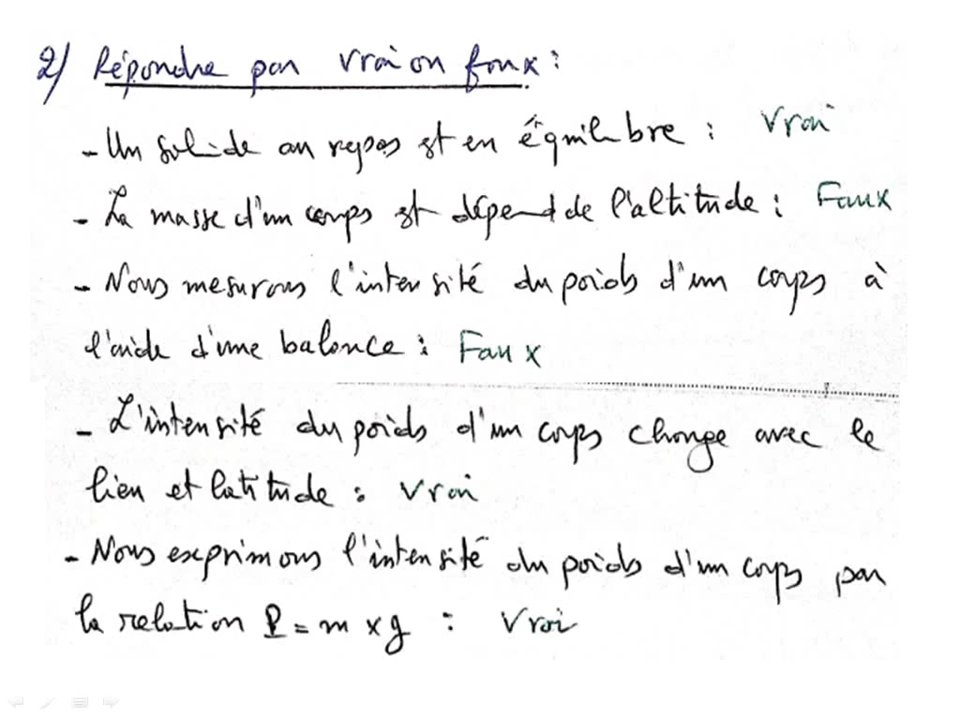 2) Répondre par vrai ou faux :
- Un solide au repos est en équilibre : Vrai
- La masse d'un corps est dépend de l'altitude : Faux
- Nous mesurons l'intensité du poids d'un corps à
l'aide d'une balance : Faux
- L'intensité du poids d'un corps change avec le
lieu et latitude : Vrai
- Nous exprimons l'intensité du poids d'un corps par
la relation P = m x g : Vrai